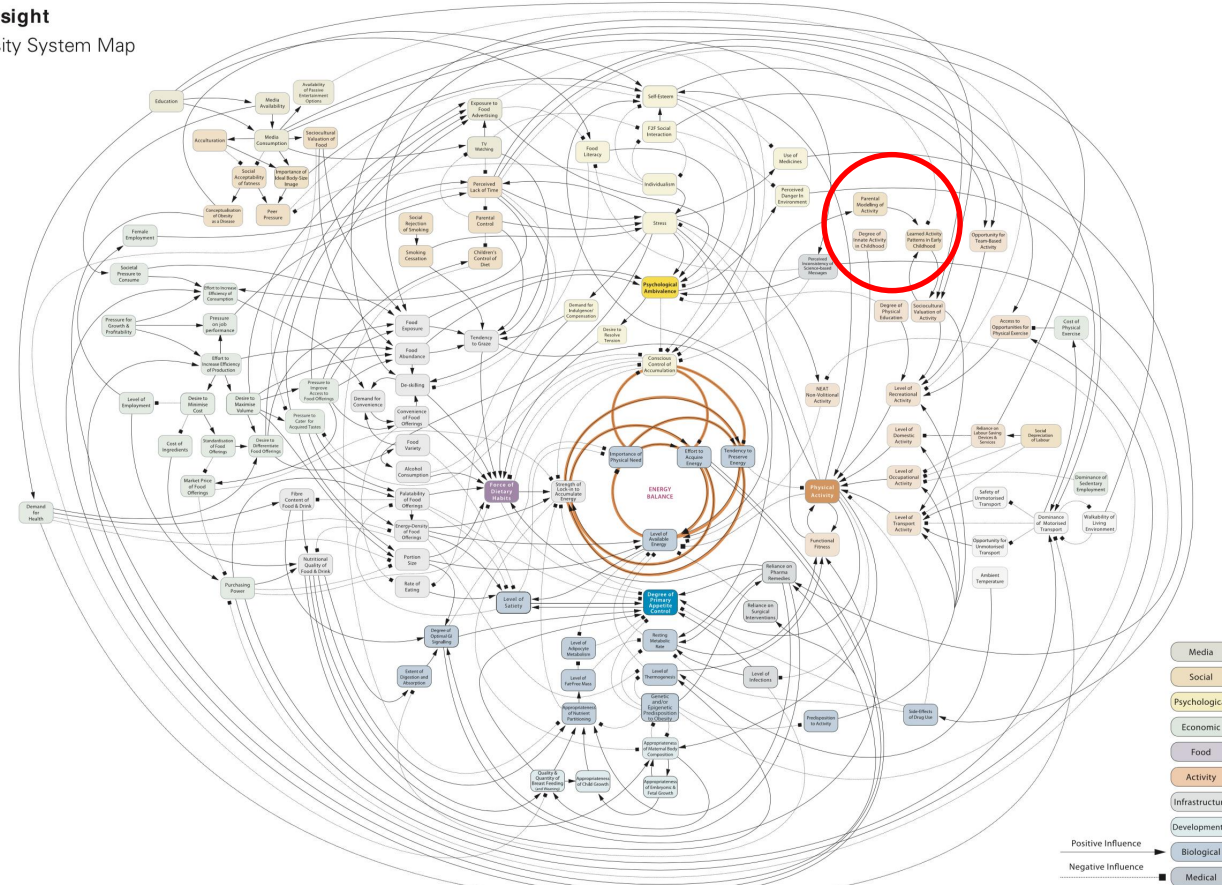 sight
sity System Map
Education
Media
Availability
Availability
of Passive
Entertainment
Options
Acculturation
Media
Consumption
Sociocultural
Valuation of
Food
Social
Acceptability
of fatness
Importance of
Ideal Body-Size
Image
Conceptualisation
of Obesity
as a Disease
Peer
Pressure
Exposure to
Food
Advertising
TV
Watching
Perceived
Lack of Time
Parental
Control
Children's
Control of
Diet
Social
Rejection
of Smoking
Smoking
Cessation
Food
Literacy
Self-Esteem
F2F Social
Interaction
Individualism
Stress
Psychological
Ambivalence
Use of
Medicines
Perceived
Danger In
Environment
Demand for
Indulgence/
Compensation
Desire to
Resolve
Tension
Conscious
Control of
Accumulation
Parental
Modelling of
Activity
Degree of
Innate Activity
in Childhood
Learned Activity
Patterns in Early
Childhood
Opportunity for
Team-Based
Activity
Perceived
Inconsistency of
Science-based
Messages
Degree of
Physical
Education
Sociocultural
Valuation of
Activity
Access to
Opportunities for
Physical Exercise
Cost of
Physical
Exercise
Female
Employment
Societal
Pressure to
Consume
Effort to Increase
Efficiency of
Consumption
Pressure for
Growth &
Profitability
Pressure
on job
performance
Effort to
Increase Efficiency
of Production
Level of
Employment
Desire to
Minimise
Cost
Desire to
Maximise
Volume
Cost of
Ingredients
Standardisation
of Food
Offerings
Desire to
Differentiate
Food Offerings
Market Price
of Food
Offerings
Pressure to
Improve
Access to
Food Offerings
Pressure to
Cater for
Acquired Tastes
Demand for
Convenience
Food
Exposure
Food
Abundance
De-skilling
Convenience
of Food
Offerings
Food
Variety
Alcohol
Consumption
Palatability
of Food
Offerings
Energy-Density
of Food
Offerings
Portion
Size
Rate of
Eating
Tendency
to Graze
Force of
Dietary
Habits
Strength of
Lock-in to
Accumulate
Energy
Importance of
Physical Need
Effort to
Acquire
Energy
Tendency to
Preserve
Energy
ENERGY
BALANCE
Level of
Available
Energy
NEAT
Non-Volitional
Activity
Level of
Recreational
Activity
Level of
Domestic
Activity
Level of
Occupational
Activity
Level of
Transport
Activity
Reliance on
Labour-Saving
Devices &
Services
Social
Depreciation
of Labour
Physical
Activity
Functional
Fitness
Safety of
Unmotorised
Transport
Opportunity for
Unmotorised
Transport
Ambient
Temperature
Dominance of
Sedentary
Employment
Dominance
of Motorised
Transport
Walkability of
Living
Environment
Demand
for
Health
Fibre
Content of
Food & Drink
Nutritional
Quality of
Food & Drink
Purchasing
Power
Level of
Satiety
Degree of
Primary
Appetite
Control
Reliance on
Pharma
Remedies
Reliance on
Surgical
Interventions
Degree of
Optimal GI
Signalling
Extent of
Digestion and
Absorption
Level of
Adipocyte
Metabolism
Level of
Fat-Free Mass
Appropriateness
of Nutrient
Partitioning
Resting
Metabolic
Rate
Level of
Thermogenesis
Genetic
and/or
Epigenetic
Predisposition
to Obesity
Level of
Infections
Predisposition
to Activity
Side-Effects
of Drug Use
Appropriateness
of Maternal Body
Composition
Appropriateness
of Embryonic &
Fetal Growth
Quality &
Quantity of
Breast Feeding
(and Weaning)
Appropriateness
of Child Growth
Media
Social
Psychologica
Economic
Food
Activity
Infrastructur
Development
Biological
Medical
Positive Influence
Negative Influence